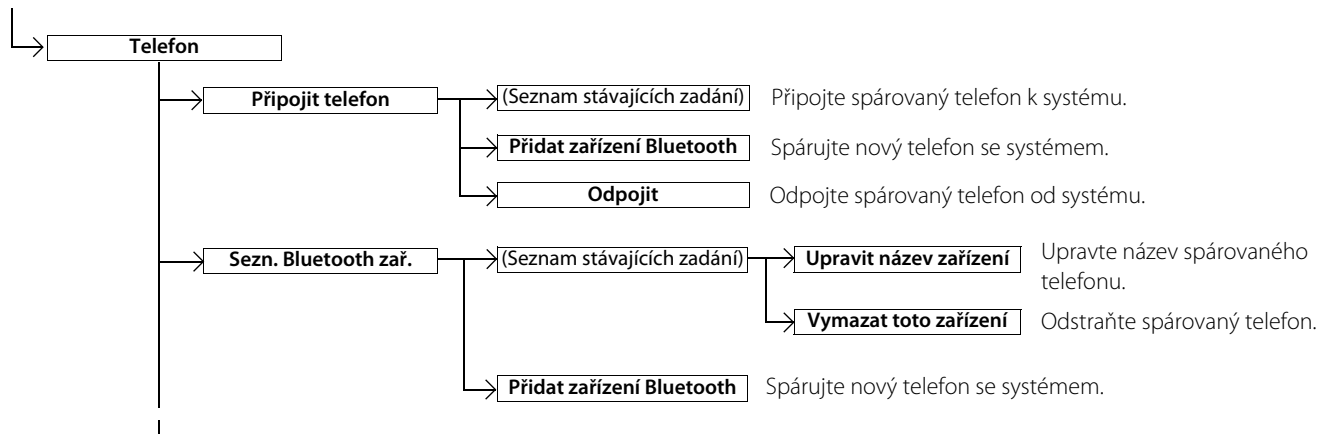 Telefon
Připojit telefon
(Seznam stávajících zadání)
Připojte spárovaný telefon k systému.
Přidat zařízení Bluetooth
Spárujte nový telefon se systémem.
Odpojit
Odpojte spárovaný telefon od systému.
Sezn. Bluetooth zař.
(Seznam stávajících zadání)
Upravit název zařízení
Upravte název spárovaného
telefonu.
Vymazat toto zařízení
Odstraňte spárovaný telefon.
Přidat zařízení Bluetooth
Spárujte nový telefon se systémem.